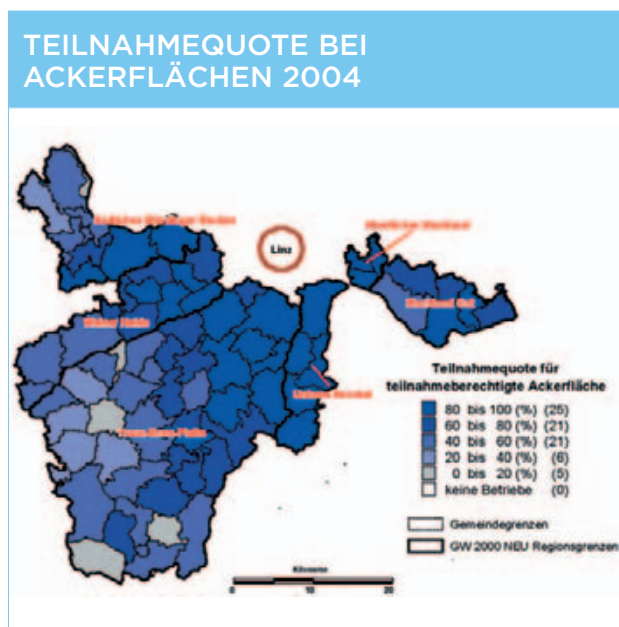 TEILNAHMEQUOTE BEI
ACKERFLÄCHEN 2004
Linz
Teilnahmequote für
teilnahmeberechtigte Ackerfläche
80 bis 100 (%) (25)
60 bis 80 (%) (21)
40 bis 60 (%) (21)
20 bis 40 (%) (6)
0 bis 20 (%) (5)
keine Betriebe (0)
Gemeindegrenzen
GW 2000 NEU Regionsgrenzen
Kilometer
0 10 20